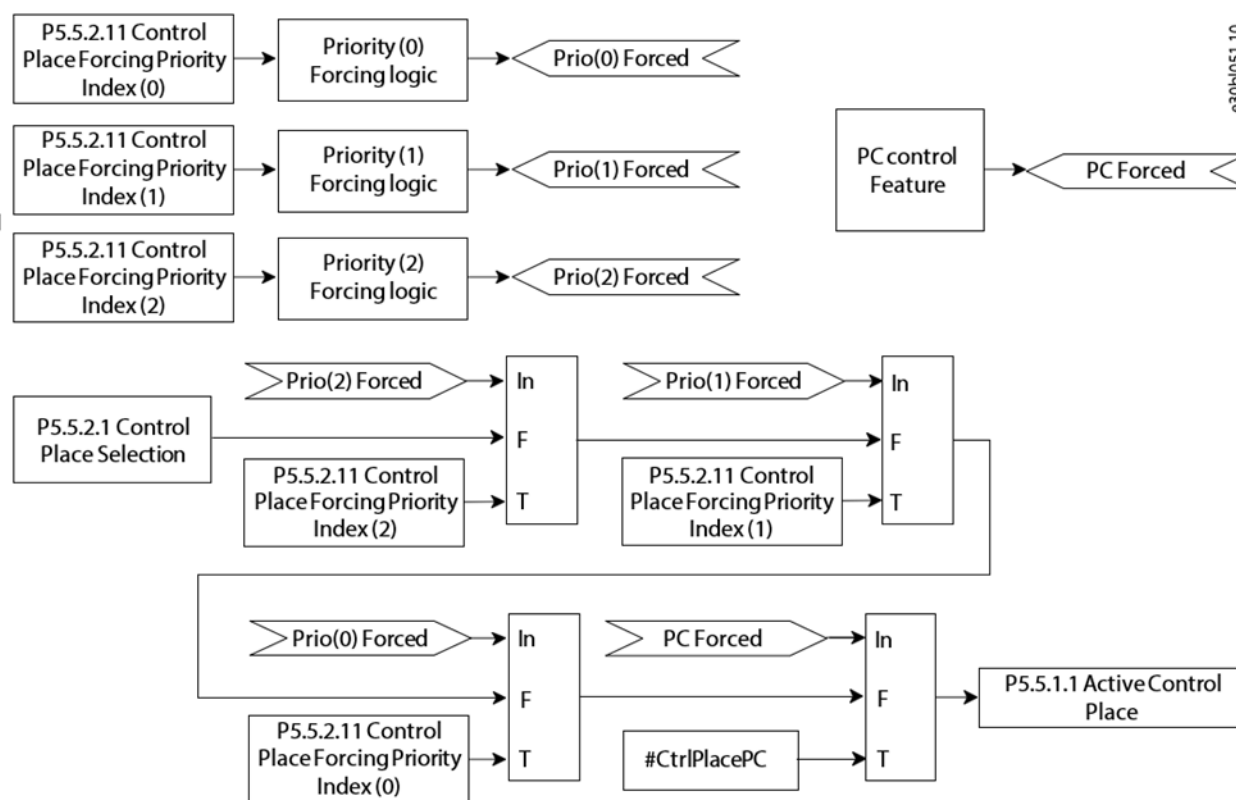 P5.5.2.11 Control
Place Forcing Priority
Index (0)
Priority (0)
Forcing logic
Prio(0) Forced
P5.5.2.11 Control
Place Forcing Priority
Index (1)
Priority (1)
Forcing logic
Prio(1) Forced
PC control
Feature
PC Forced
P5.5.2.11 Control
Place Forcing Priority
Index (2)
Priority (2)
Forcing logic
Prio(2) Forced
P5.5.2.1 Control
Place Selection
Prio(2) Forced
In
F
T
P5.5.2.11 Control
Place Forcing Priority
Index (2)
Prio(1) Forced
In
F
T
P5.5.2.11 Control
Place Forcing Priority
Index (1)
Prio(0) Forced
In
F
T
P5.5.2.11 Control
Place Forcing Priority
Index (0)
PC Forced
In
F
T
#CtrlPlacePC
P5.5.1.1 Active Control
Place